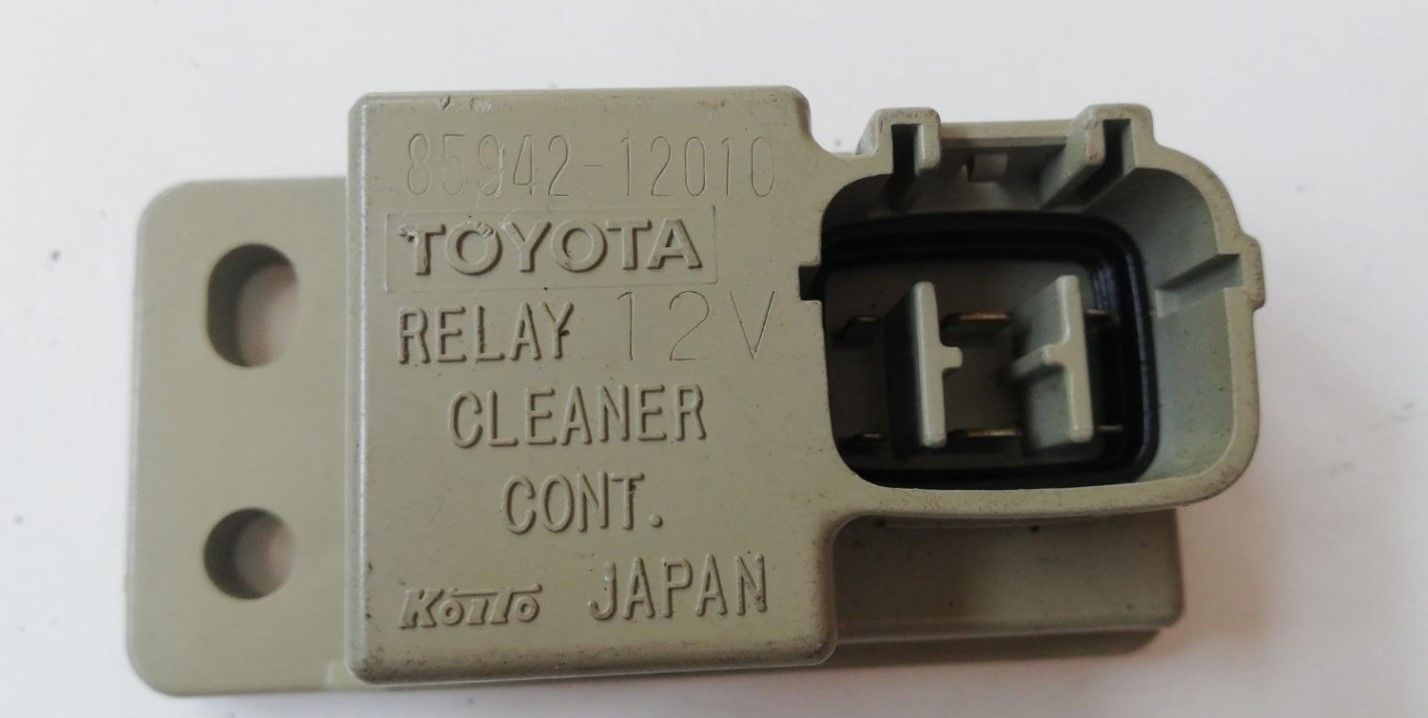 85942-12010
TOYOTA
RELAY 12V
CLEANER
CONT.
KOITO JAPAN